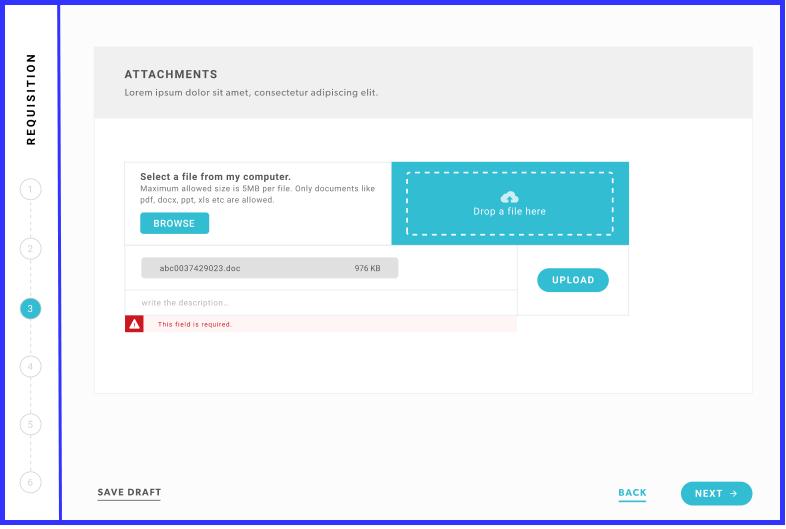 REQUISITION
1
2
3
4
5
6
ATTACHMENTS
Lorem ipsum dolor sit amet, consectetur adipiscing elit.
Select a file from my computer.
Maximum allowed size is 5MB per file. Only documents like
pdf, docx, ppt, xls etc are allowed.
BROWSE
Drop a file here
abc0037429023.doc 976 KB
UPLOAD
write the description...
This field is required.
SAVE DRAFT
BACK
NEXT →